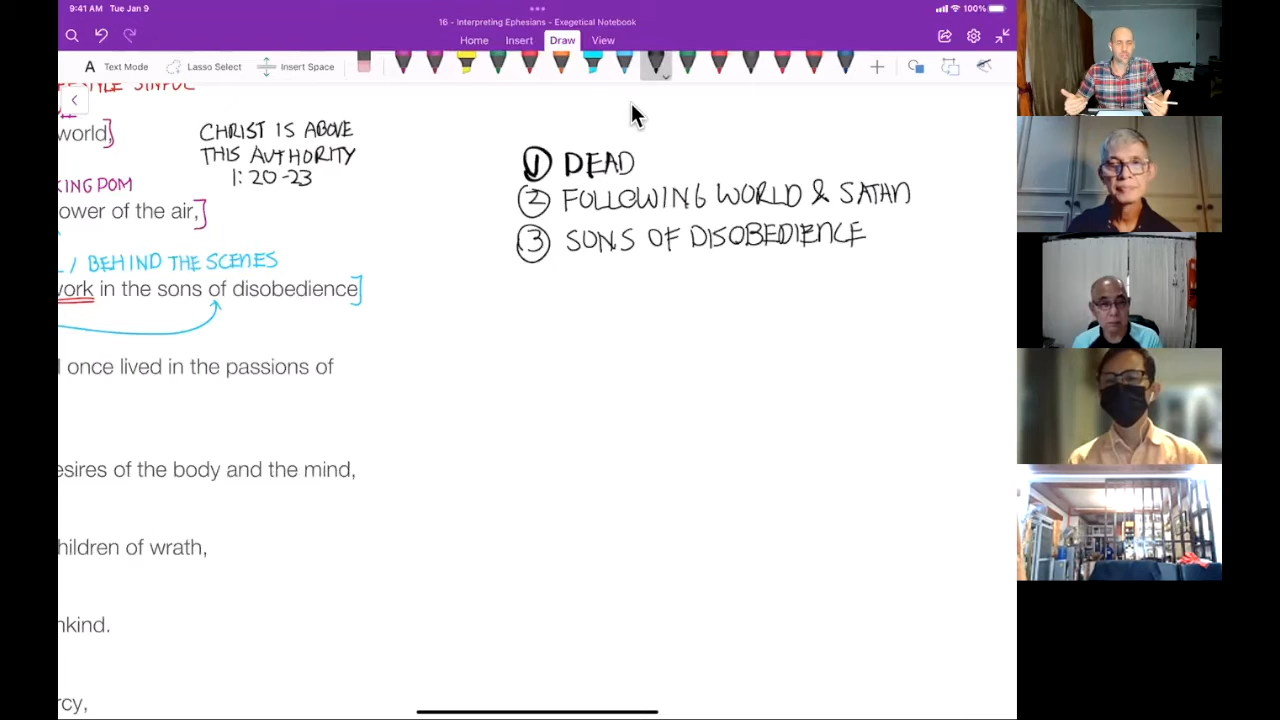 9:41 AM Tue Jan 9
100%
16 - Interpreting Ephesians - Exegetical Notebook
Home Insert Draw View
A Text Mode Lasso Select Insert Space
SINFUL
world,]
CHRIST IS ABOVE
THIS AUTHORITY
1:20-23
KINGDOM
ower of the air,]
/ BEHIND THE SCENES
work in the sons of disobedience]
once lived in the passions of
esires of the body and the mind,
hildren of wrath,
nkind.
rcy,
① DEAD
② FOLLOWING WORLD & SATAN
③ SONS OF DISOBEDIENCE